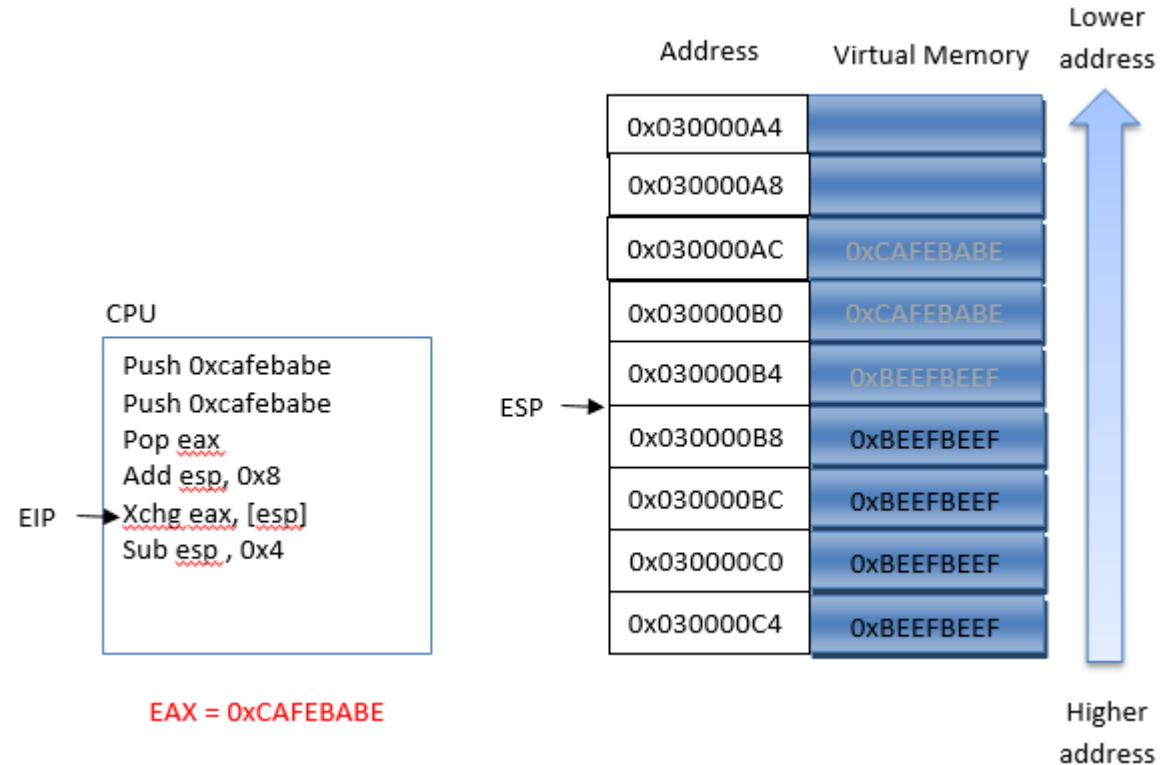 Lower
address
Address Virtual Memory
0x030000A4
0x030000A8
0x030000AC 0xCAFEBABE
0x030000B0 0xCAFEBABE
0x030000B4 0xBEEFBEEF
0x030000B8 0xBEEFBEEF
0x030000BC 0xBEEFBEEF
0x030000C0 0xBEEFBEEF
0x030000C4 0xBEEFBEEF
Higher
address
ESP
CPU
Push 0xcafebabe
Push 0xcafebabe
Pop eax
Add esp, 0x8
EIP Xchg eax, [esp]
Sub esp , 0x4
EAX = 0xCAFEBABE